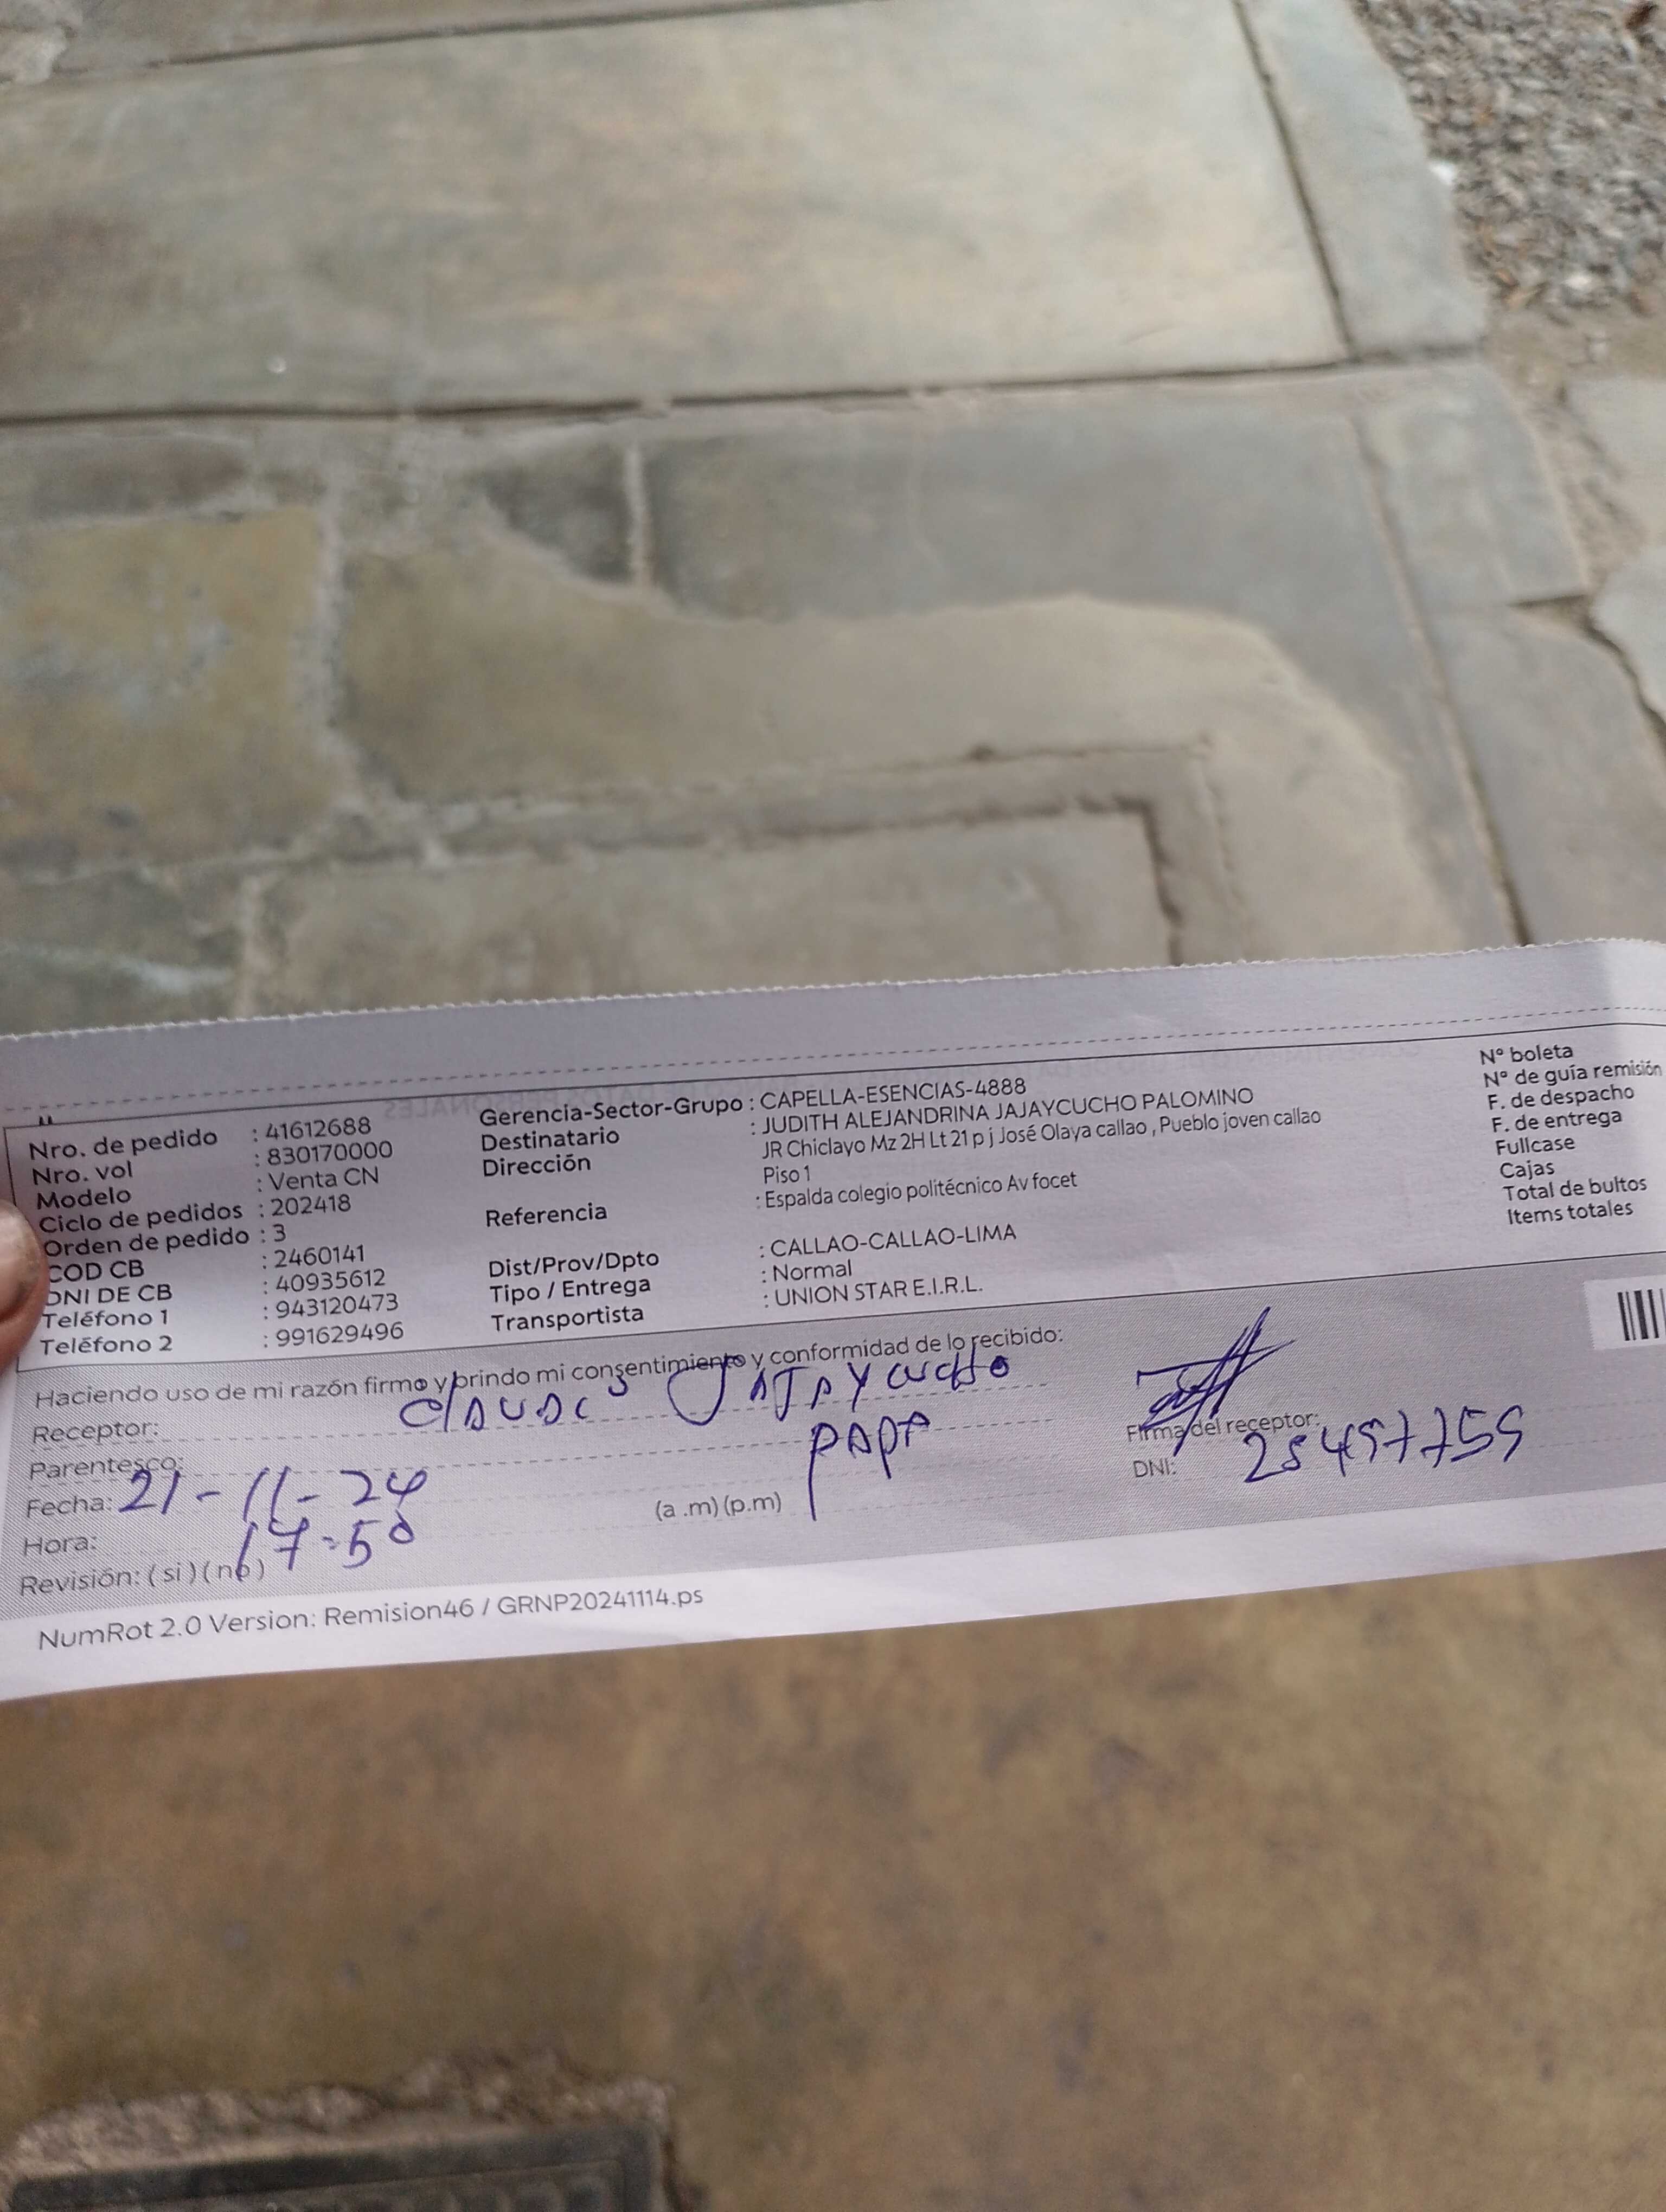 Nro. de pedido : 41612688
Nro. vol : 830170000
Modelo : Venta CN
Ciclo de pedidos : 202418
Orden de pedido : 3
COD CB : 2460141
DNI DE CB : 40935612
Teléfono 1 : 943120473
Teléfono 2 : 991629496
Gerencia-Sector-Grupo : CAPELLA-ESENCIAS-4888
Destinatario : JUDITH ALEJANDRINA JAJAYCUCHO PALOMINO
Dirección JR Chiclayo Mz 2H Lt 21 p j José Olaya callao , Pueblo joven callao
Piso 1
Referencia : Espalda colegio politécnico Av focet
Dist/Prov/Dpto : CALLAO-CALLAO-LIMA
Tipo / Entrega : Normal
Transportista : UNION STAR E.I.R.L.
N° boleta
N° de guía remisión
F. de despacho
F. de entrega
Fullcase
Cajas
Total de bultos
Items totales
Haciendo uso de mi razón firmo y brindo mi consentimiento y conformidad de lo recibido:
Receptor: JAJAYCUCHO
Parentesco: PAPA
Fecha: 21-11-24
Hora: 17:50 (a .m) (p.m)
Revisión: ( si ) ( no )
Firma del receptor:
DNI:
NumRot 2.0 Version: Remision46 / GRNP20241114.ps